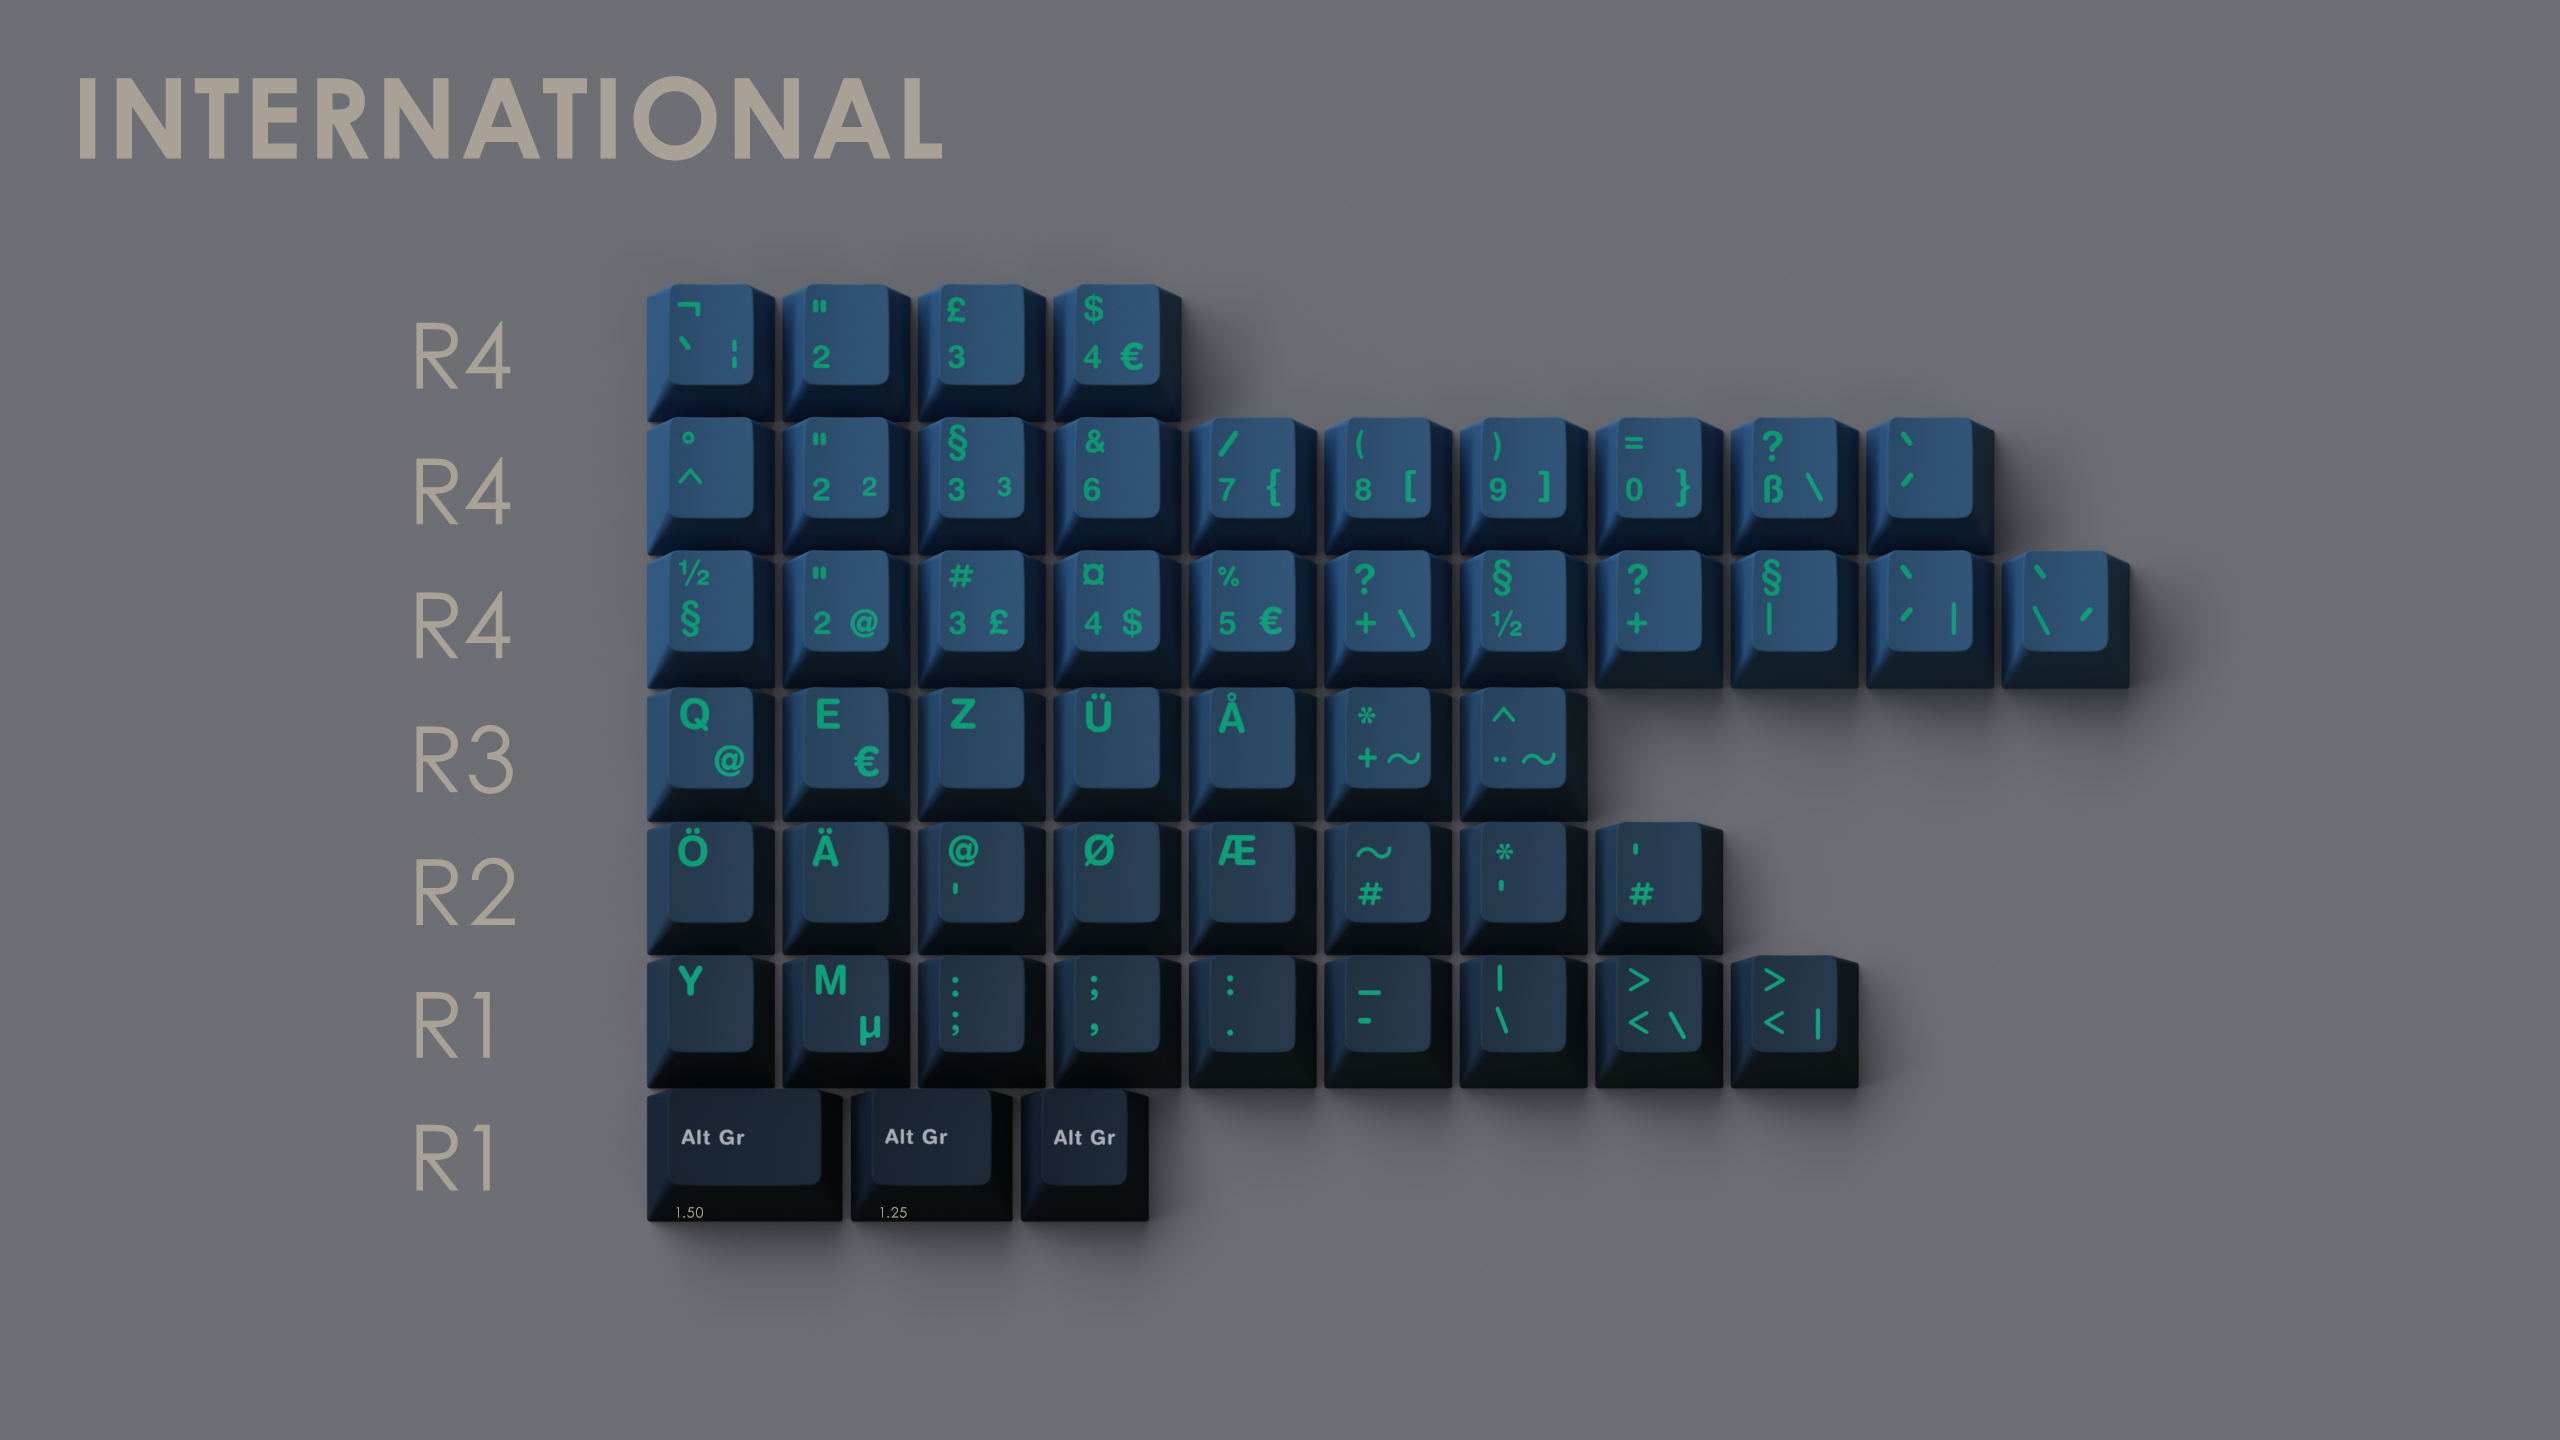 INTERNATIONAL
R4
¬ " £ $
` ¦ 2 3 4 €
R4
° " § & / ( ) = ? `
^ 2 ² 3 ³ 6 7 { 8 [ 9 ] 0 } ß \ ´
R4
½ " # ¤ % ? § ? § ` `
§ 2 @ 3 £ 4 $ 5 € + \ ½ + | ´ | \ ´
R3
Q E Z Ü Å * ^
@ € + ~ ¨ ~
R2
Ö Ä @ Ø Æ ~ * '
' # ' #
R1
Y M : ; : _ | > >
µ ; , . - \ < \ < |
R1
Alt Gr Alt Gr Alt Gr
1.50 1.25